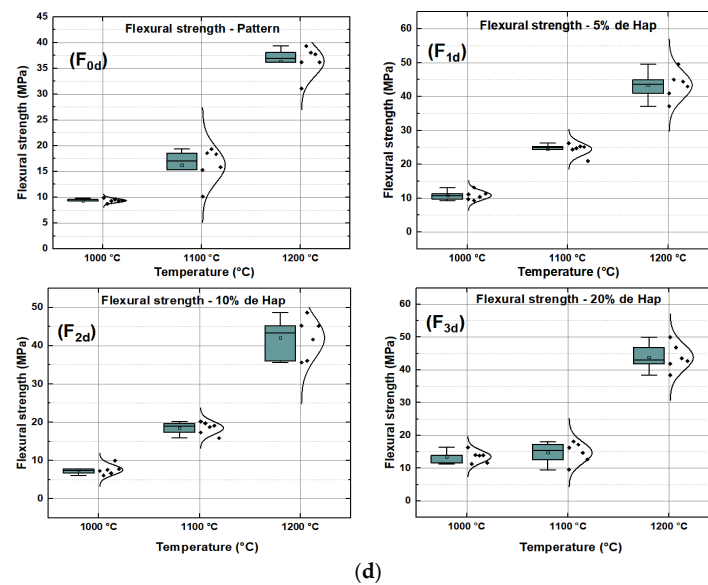 Flexural strength - Pattern
(F0d)
Flexural strength (MPa)
45
40
35
30
25
20
15
10
5
0
1000 °C
1100 °C
1200 °C
Temperature (°C)
Flexural strength - 5% de Hap
(F1d)
Flexural strength (MPa)
60
50
40
30
20
10
0
1000 °C
1100 °C
1200 °C
Temperature (°C)
Flexural strength - 10% de Hap
(F2d)
Flexural strength (MPa)
50
40
30
20
10
0
1000 °C
1100 °C
1200 °C
Temperature (°C)
Flexural strength - 20% de Hap
(F3d)
Flexural strength (MPa)
60
50
40
30
20
10
0
1000 °C
1100 °C
1200 °C
Temperature (°C)
(d)